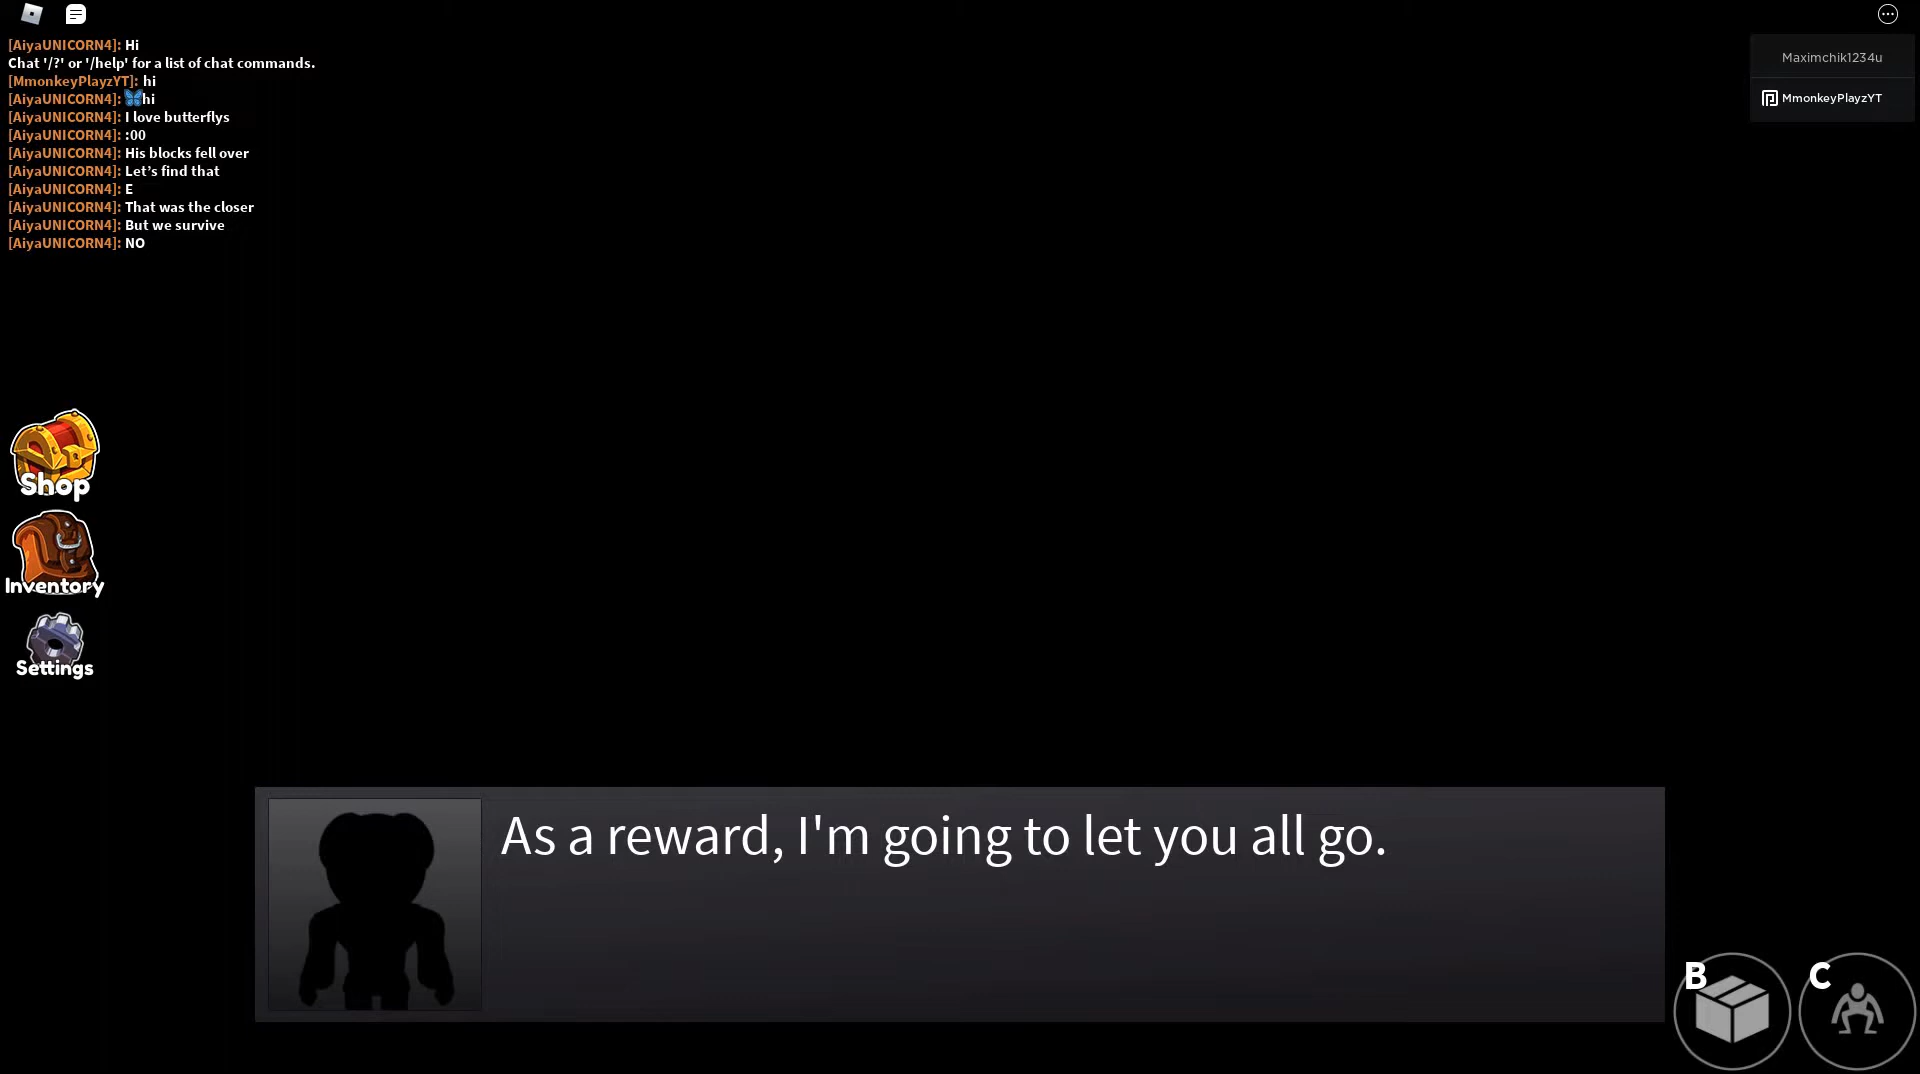 [AiyaUNICORN4]: Hi
Chat '/?' or '/help' for a list of chat commands.
[MmonkeyPlayzYT]: hi
[AiyaUNICORN4]: 🦋hi
[AiyaUNICORN4]: I love butterflys
[AiyaUNICORN4]: :00
[AiyaUNICORN4]: His blocks fell over
[AiyaUNICORN4]: Let’s find that
[AiyaUNICORN4]: E
[AiyaUNICORN4]: That was the closer
[AiyaUNICORN4]: But we survive
[AiyaUNICORN4]: NO
Maximchik1234u
MmonkeyPlayzYT
Shop
Inventory
Settings
As a reward, I'm going to let you all go.
B
C